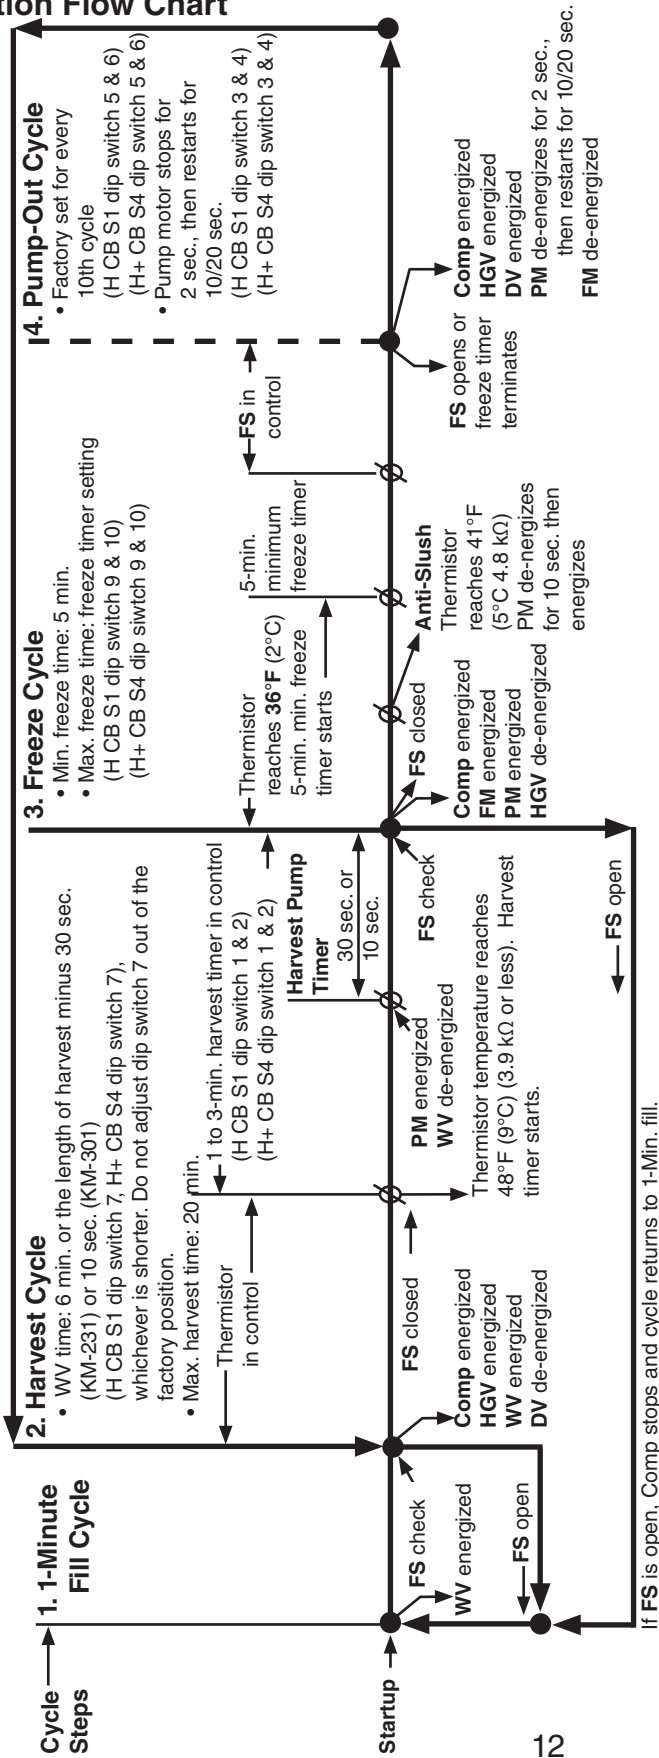 tion Flow Chart
Cycle
Steps
1. 1-Minute
Fill Cycle
2. Harvest Cycle
• WV time: 6 min. or the length of harvest minus 30 sec.
(KM-231) or 10 sec. (KM-301)
(H CB S1 dip switch 7, H+ CB S4 dip switch 7),
whichever is shorter. Do not adjust dip switch 7 out of the
factory position.
• Max. harvest time: 20 min.
Thermistor
in control
1 to 3-min. harvest timer in control
(H CB S1 dip switch 1 & 2)
(H+ CB S4 dip switch 1 & 2)
Harvest Pump
Timer
30 sec. or
10 sec.
3. Freeze Cycle
• Min. freeze time: 5 min.
• Max. freeze time: freeze timer setting
(H CB S1 dip switch 9 & 10)
(H+ CB S4 dip siwtch 9 & 10)
Thermistor
reaches 36°F (2°C)
5-min. min. freeze
timer starts
5-min.
minimum
freeze timer
FS in
control
4. Pump-Out Cycle
• Factory set for every
10th cycle
(H CB S1 dip switch 5 & 6)
(H+ CB S4 dip switch 5 & 6)
• Pump motor stops for
2 sec., then restarts for
10/20 sec.
(H CB S1 dip switch 3 & 4)
(H+ CB S4 dip switch 3 & 4)
Startup
FS check
WV energized
FS open
FS closed
Comp energized
HGV energized
WV energized
DV de-energized
PM energized
WV de-energized
Thermistor temperature reaches
48°F (9°C) (3.9 kΩ or less). Harvest
timer starts.
FS check
FS closed
Comp energized
FM energized
PM energized
HGV de-energized
Anti-Slush
Thermistor
reaches 41°F
(5°C 4.8 kΩ)
PM de-nergizes
for 10 sec. then
energizes
FS opens or
freeze timer
terminates
Comp energized
HGV energized
DV energized
PM de-energizes for 2 sec.,
then restarts for 10/20 sec.
FM de-energized
FS open
If FS is open, Comp stops and cycle returns to 1-Min. fill.
12